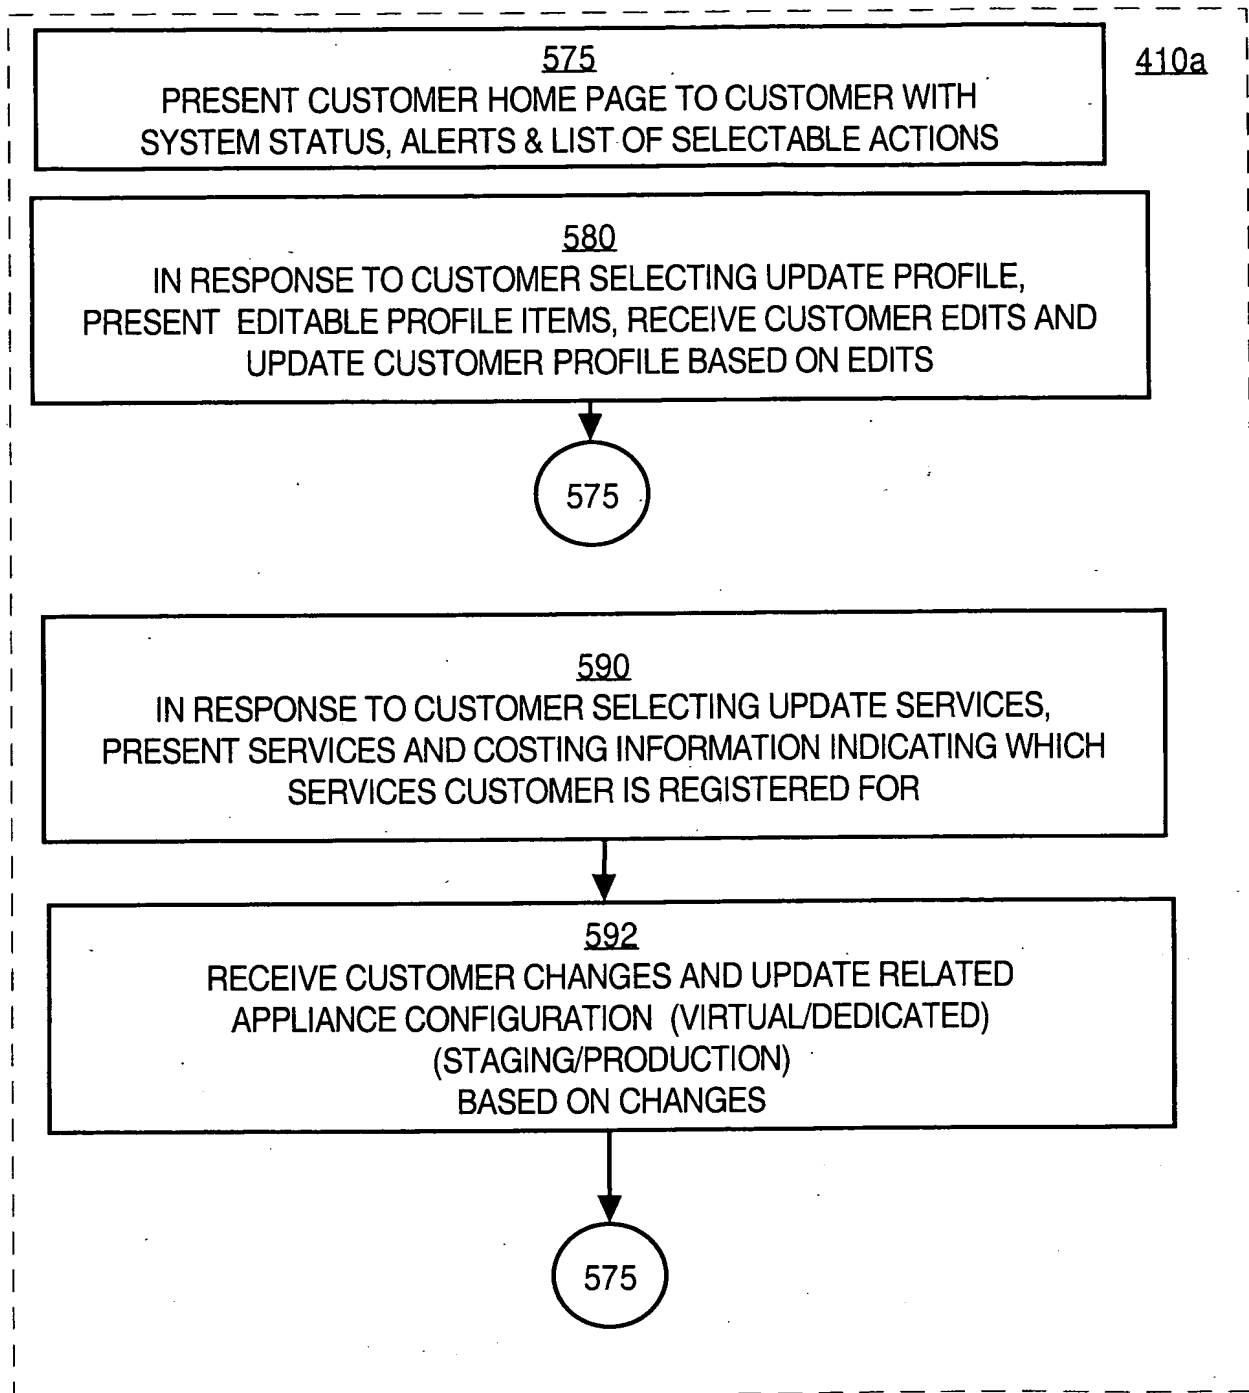 575
410a
PRESENT CUSTOMER HOME PAGE TO CUSTOMER WITH
SYSTEM STATUS, ALERTS & LIST OF SELECTABLE ACTIONS
580
IN RESPONSE TO CUSTOMER SELECTING UPDATE PROFILE,
PRESENT EDITABLE PROFILE ITEMS, RECEIVE CUSTOMER EDITS AND
UPDATE CUSTOMER PROFILE BASED ON EDITS
575
590
IN RESPONSE TO CUSTOMER SELECTING UPDATE SERVICES,
PRESENT SERVICES AND COSTING INFORMATION INDICATING WHICH
SERVICES CUSTOMER IS REGISTERED FOR
592
RECEIVE CUSTOMER CHANGES AND UPDATE RELATED
APPLIANCE CONFIGURATION (VIRTUAL/DEDICATED)
(STAGING/PRODUCTION)
BASED ON CHANGES
575